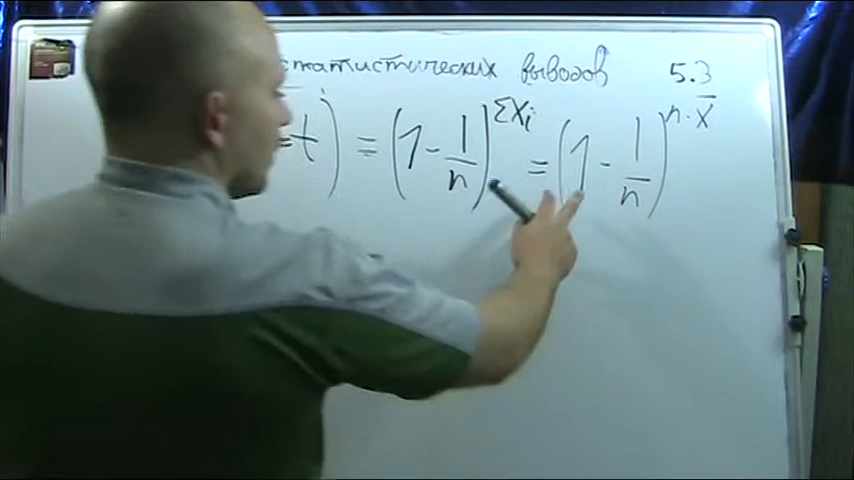 статистических выводов 5.3
= t) = (1 - 1/n)^{ΣXᵢ} = (1 - 1/n)^{n·X̄}